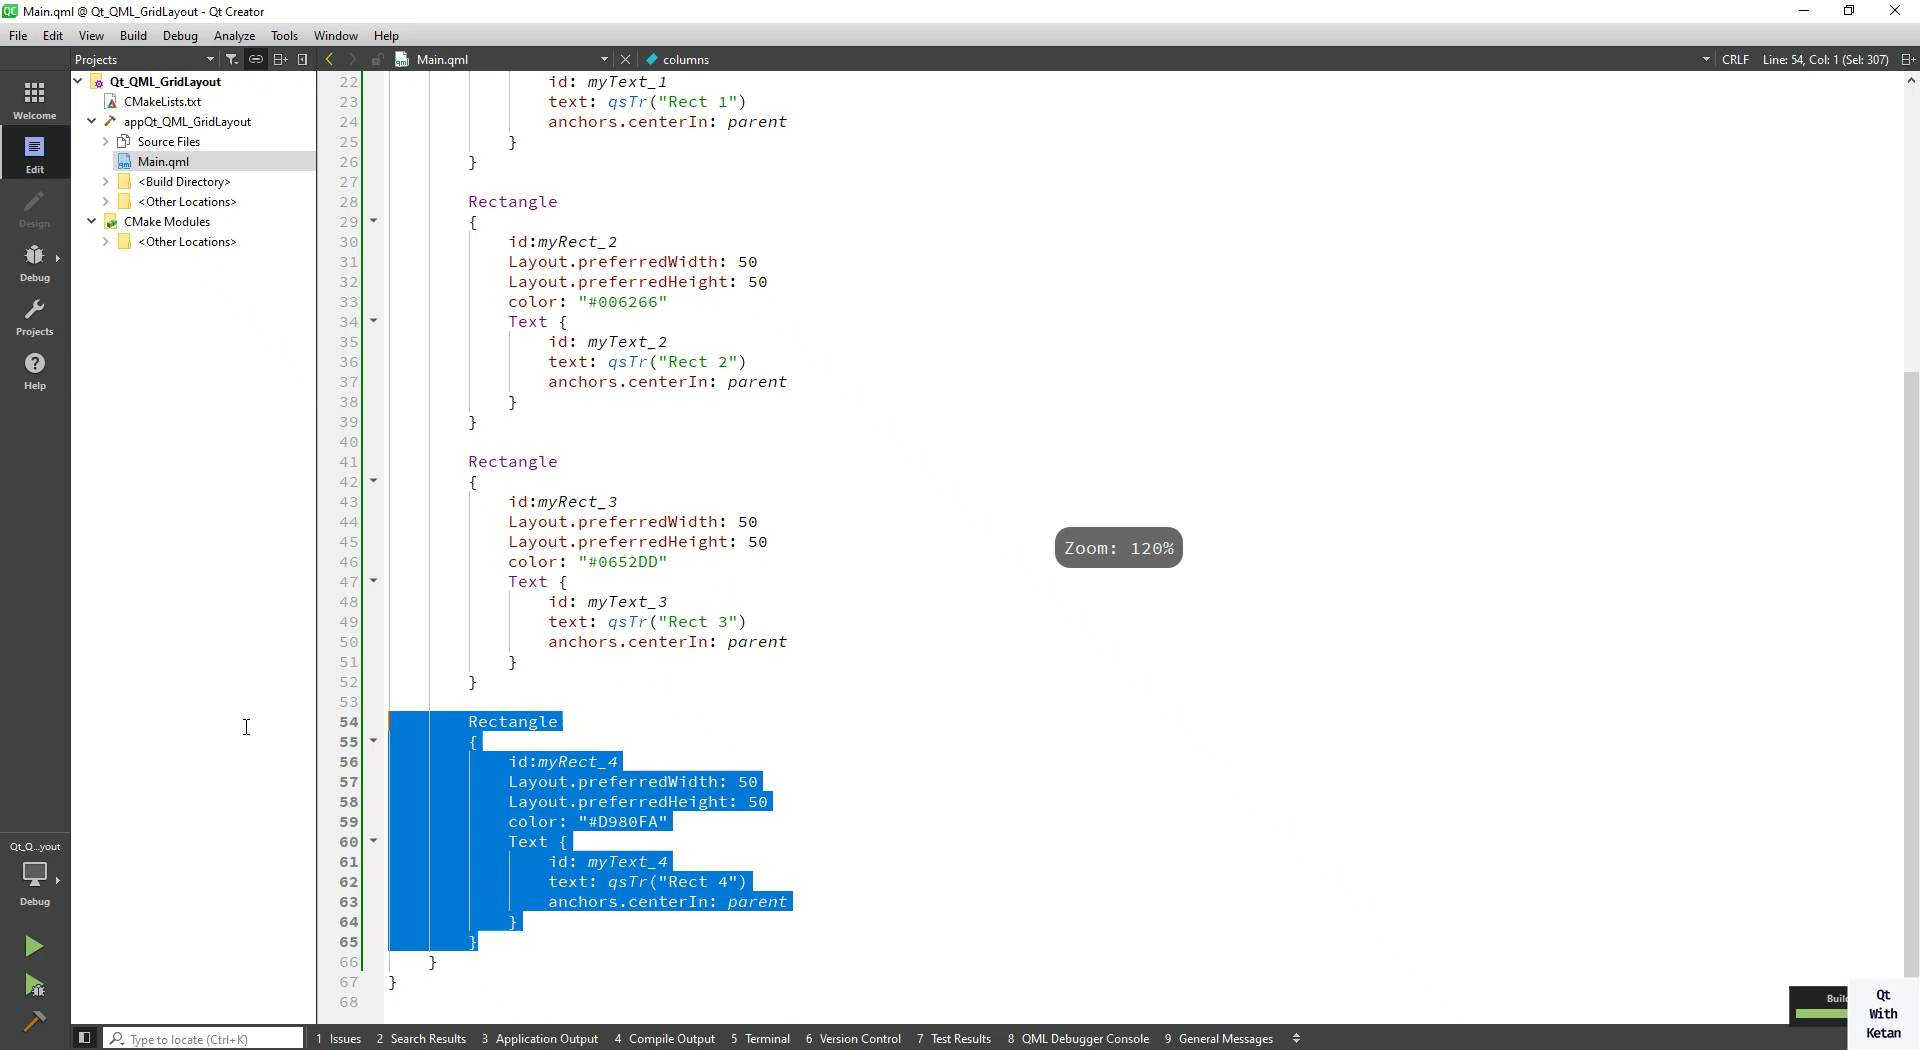 Main.qml @ Qt_QML_GridLayout - Qt Creator
File Edit View Build Debug Analyze Tools Window Help
Projects Main.qml columns CRLF Line: 54, Col: 1 (Sel: 307)
Welcome
Edit
Design
Debug
Projects
Help
Qt_Q...yout
Debug
Qt_QML_GridLayout
CMakeLists.txt
appQt_QML_GridLayout
Source Files
Main.qml
<Build Directory>
<Other Locations>
CMake Modules
<Other Locations>
22 id: myText_1
23 text: qsTr("Rect 1")
24 anchors.centerIn: parent
25 }
26 }
27
28 Rectangle
29 {
30 id:myRect_2
31 Layout.preferredWidth: 50
32 Layout.preferredHeight: 50
33 color: "#006266"
34 Text {
35 id: myText_2
36 text: qsTr("Rect 2")
37 anchors.centerIn: parent
38 }
39 }
40
41 Rectangle
42 {
43 id:myRect_3
44 Layout.preferredWidth: 50
45 Layout.preferredHeight: 50
46 color: "#0652DD"
47 Text {
48 id: myText_3
49 text: qsTr("Rect 3")
50 anchors.centerIn: parent
51 }
52 }
53
54 Rectangle
55 {
56 id:myRect_4
57 Layout.preferredWidth: 50
58 Layout.preferredHeight: 50
59 color: "#D980FA"
60 Text {
61 id: myText_4
62 text: qsTr("Rect 4")
63 anchors.centerIn: parent
64 }
65 }
66 }
67 }
68
Zoom: 120%
Qt
With
Ketan
Type to locate (Ctrl+K) 1 Issues 2 Search Results 3 Application Output 4 Compile Output 5 Terminal 6 Version Control 7 Test Results 8 QML Debugger Console 9 General Messages